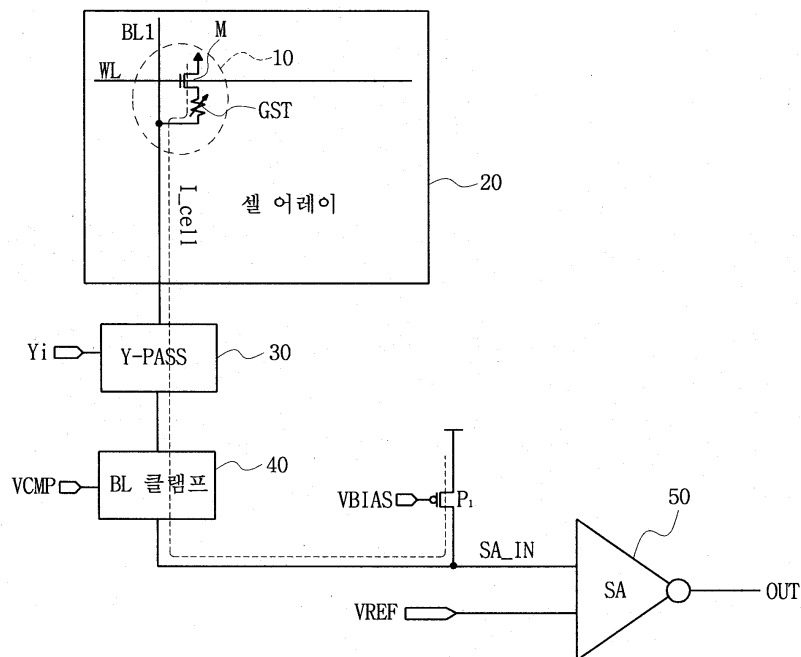 BL1
M
10
WL
GST
20
I_cell
셀 어레이
Yi
Y-PASS
30
VCMP
BL 클램프
40
VBIAS
P₁
50
SA_IN
SA
OUT
VREF